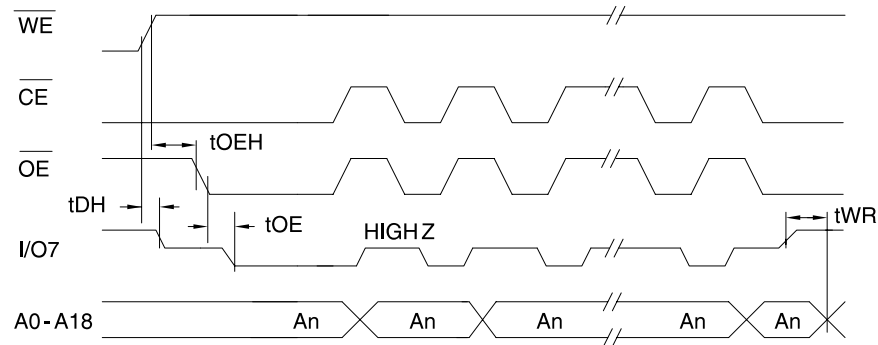 WE
CE
tOEH
OE
tDH
tOE
HIGH Z
tWR
I/O7
A0-A18 An An An An An